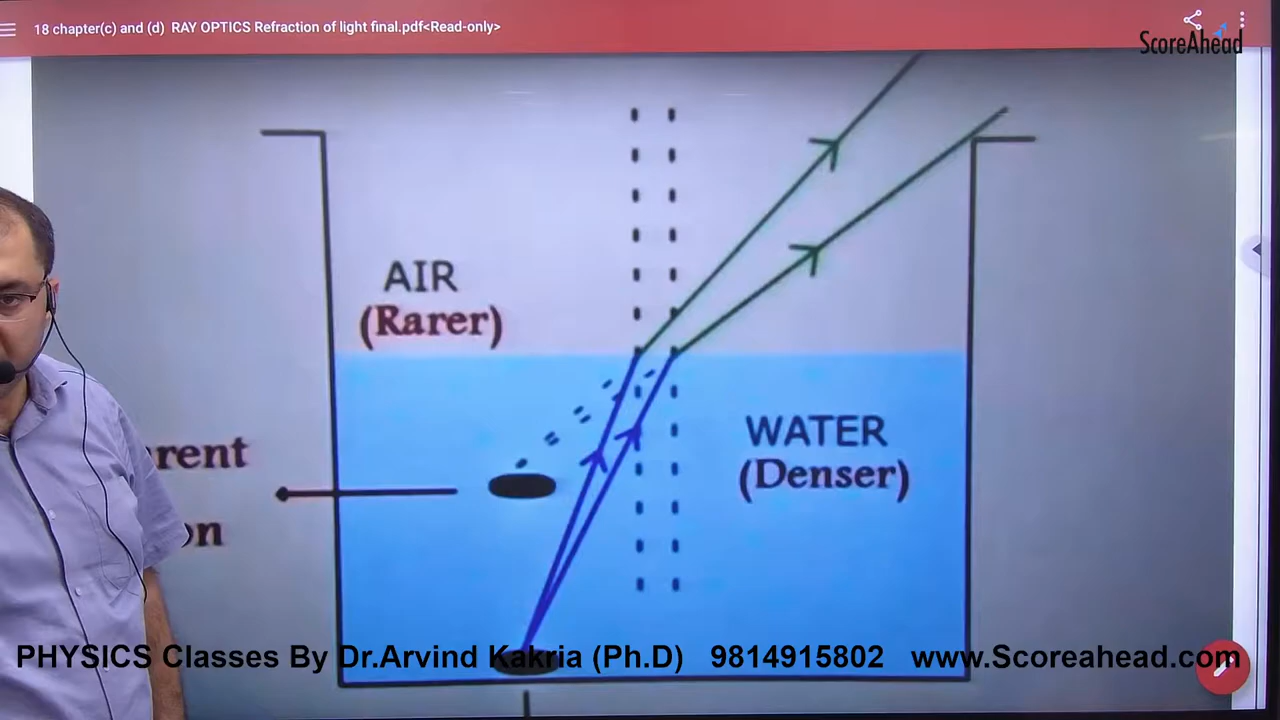 18 chapter(c) and (d) RAY OPTICS Refraction of light final.pdf<Read-only>
ScoreAhead
AIR
(Rarer)
WATER
(Denser)
rent
on
PHYSICS Classes By Dr.Arvind Kakria (Ph.D) 9814915802 www.Scoreahead.com